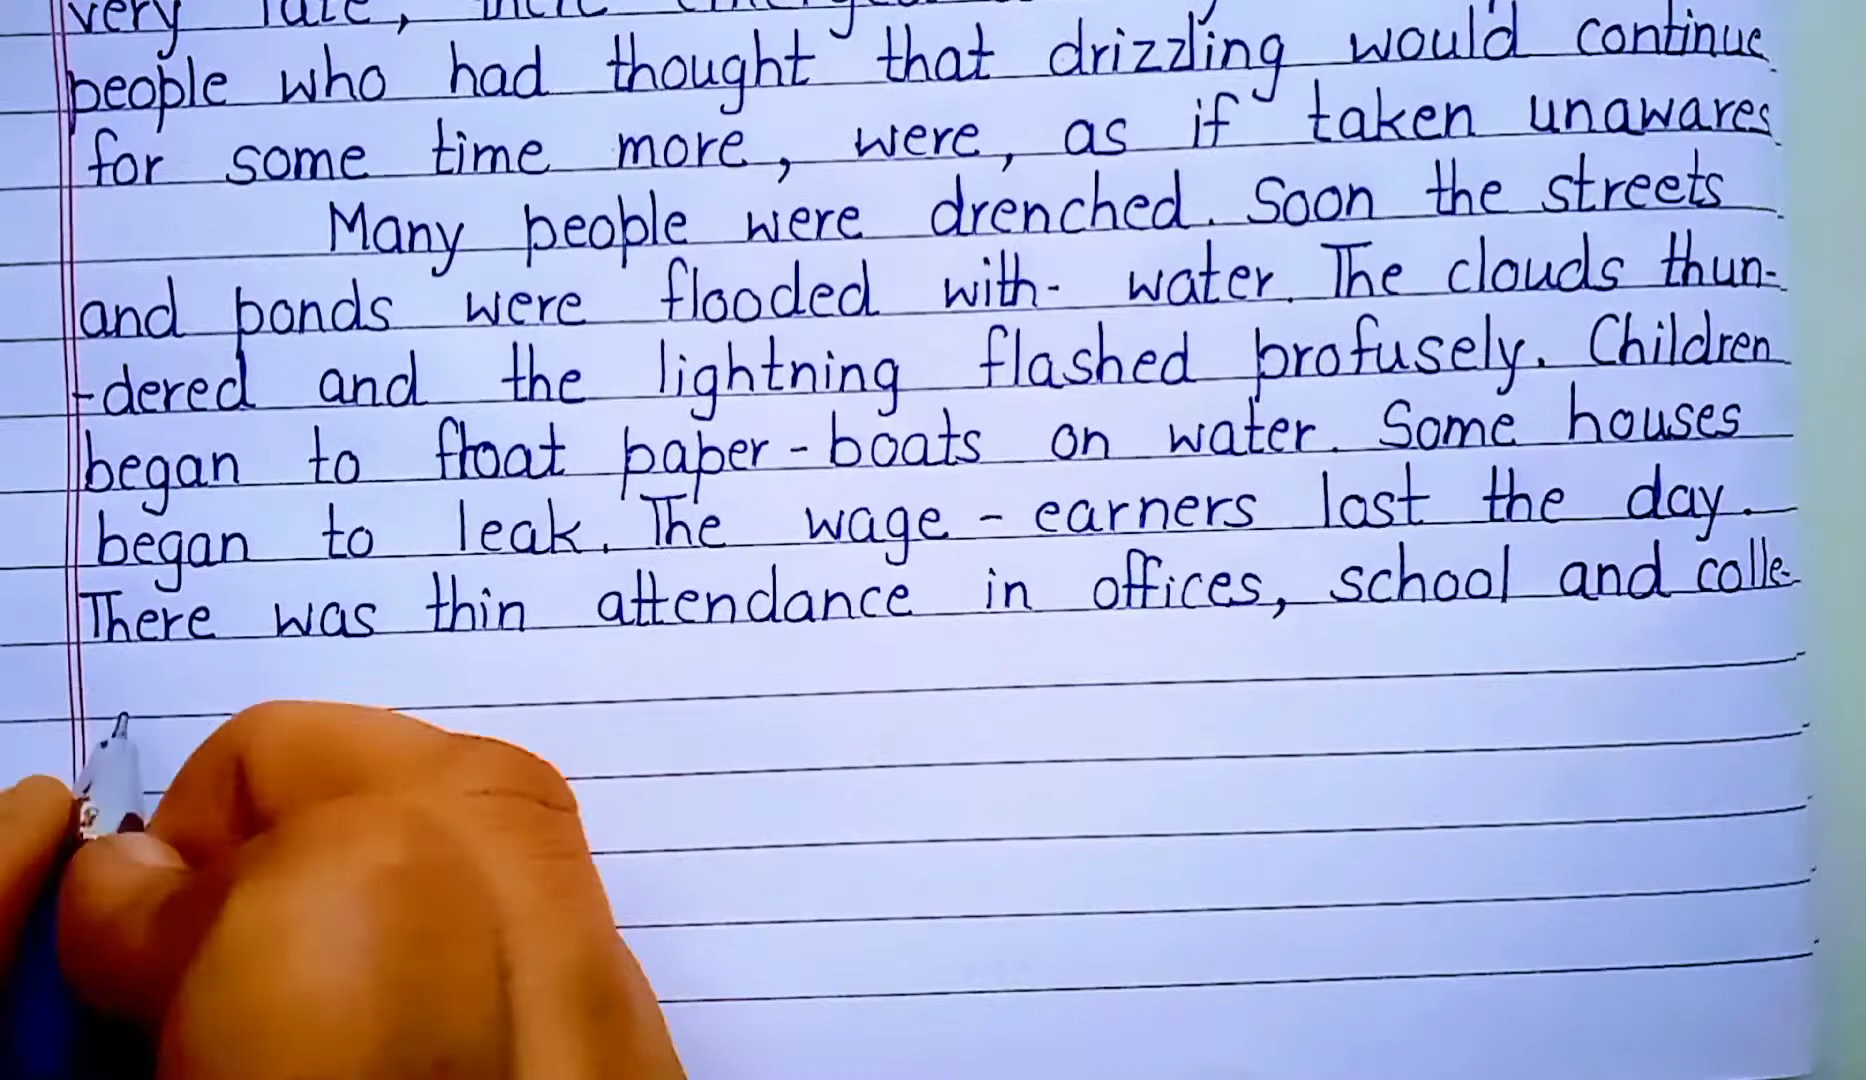 very late, there
people who had thought that drizzling would continue
for some time more, were, as if taken unawares
Many people were drenched. Soon the streets
and ponds were flooded with- water. The clouds thun-
-dered and the lightning flashed profusely. Children
began to float paper-boats on water. Some houses
began to leak. The wage - earners lost the day.
There was thin attendance in offices, school and colle-